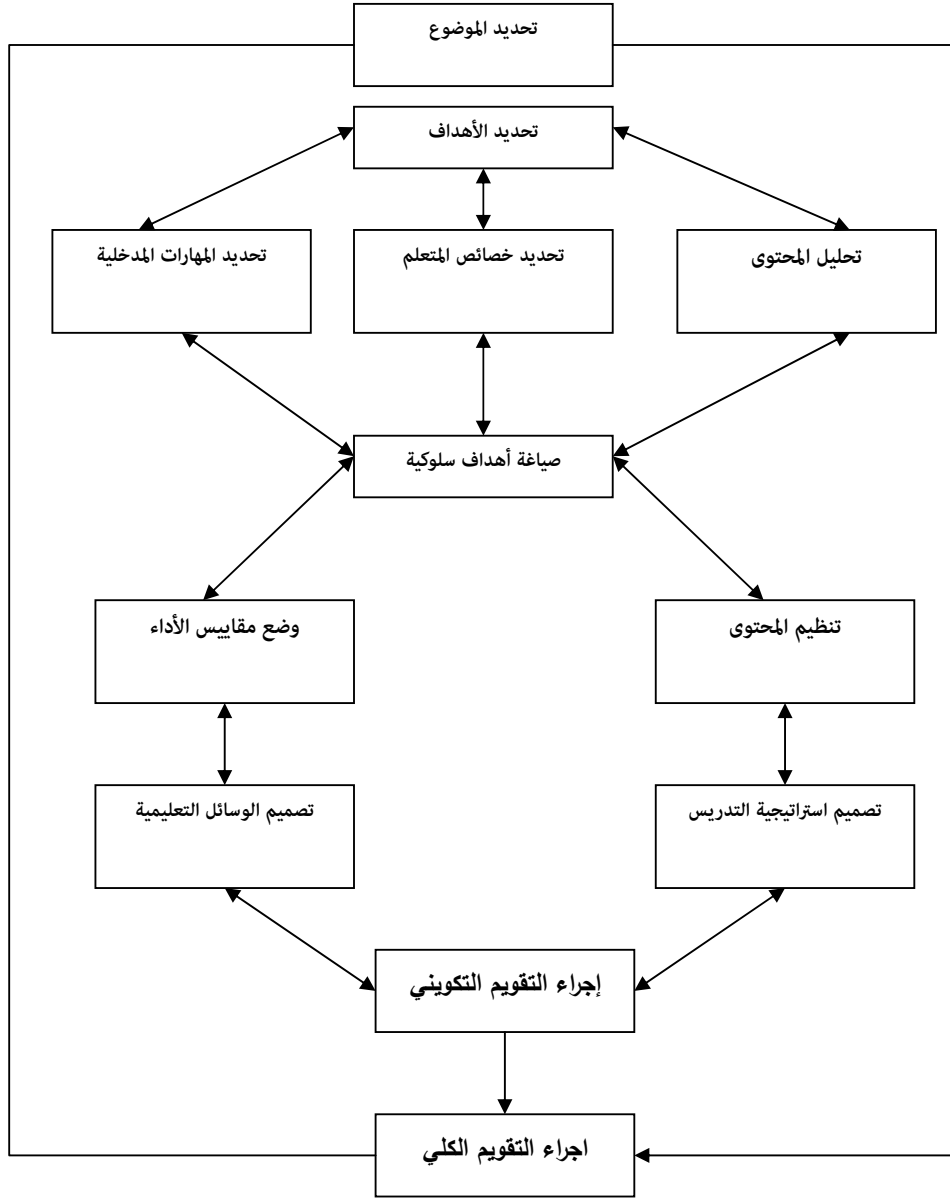 تحديد الموضوع
تحديد الأهداف
تحليل المحتوى
تحديد خصائص المتعلم
تحديد المهارات المدخلية
صياغة أهداف سلوكية
تنظيم المحتوى
وضع مقاييس الأداء
تصميم استراتيجية التدريس
تصميم الوسائل التعليمية
إجراء التقويم التكويني
اجراء التقويم الكلي